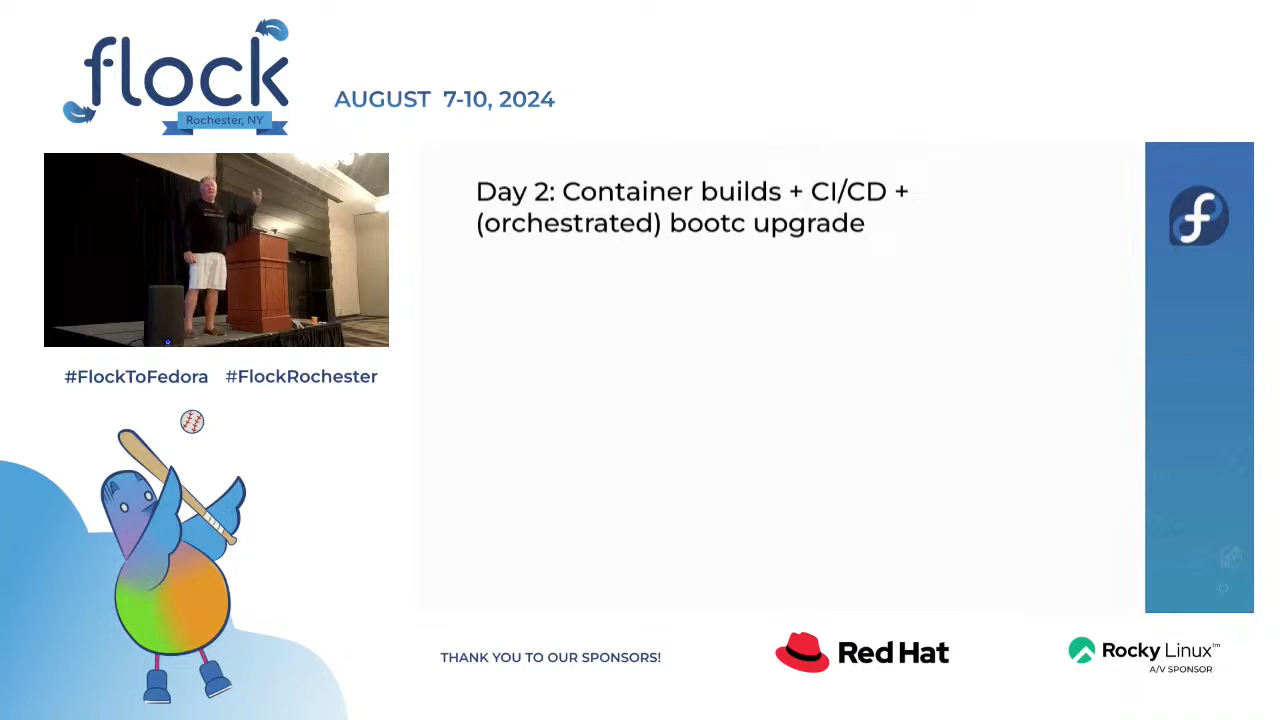 flock
Rochester, NY
AUGUST 7-10, 2024
Day 2: Container builds + CI/CD +
(orchestrated) bootc upgrade
#FlockToFedora #FlockRochester
THANK YOU TO OUR SPONSORS!
Red Hat
Rocky Linux™
A/V SPONSOR